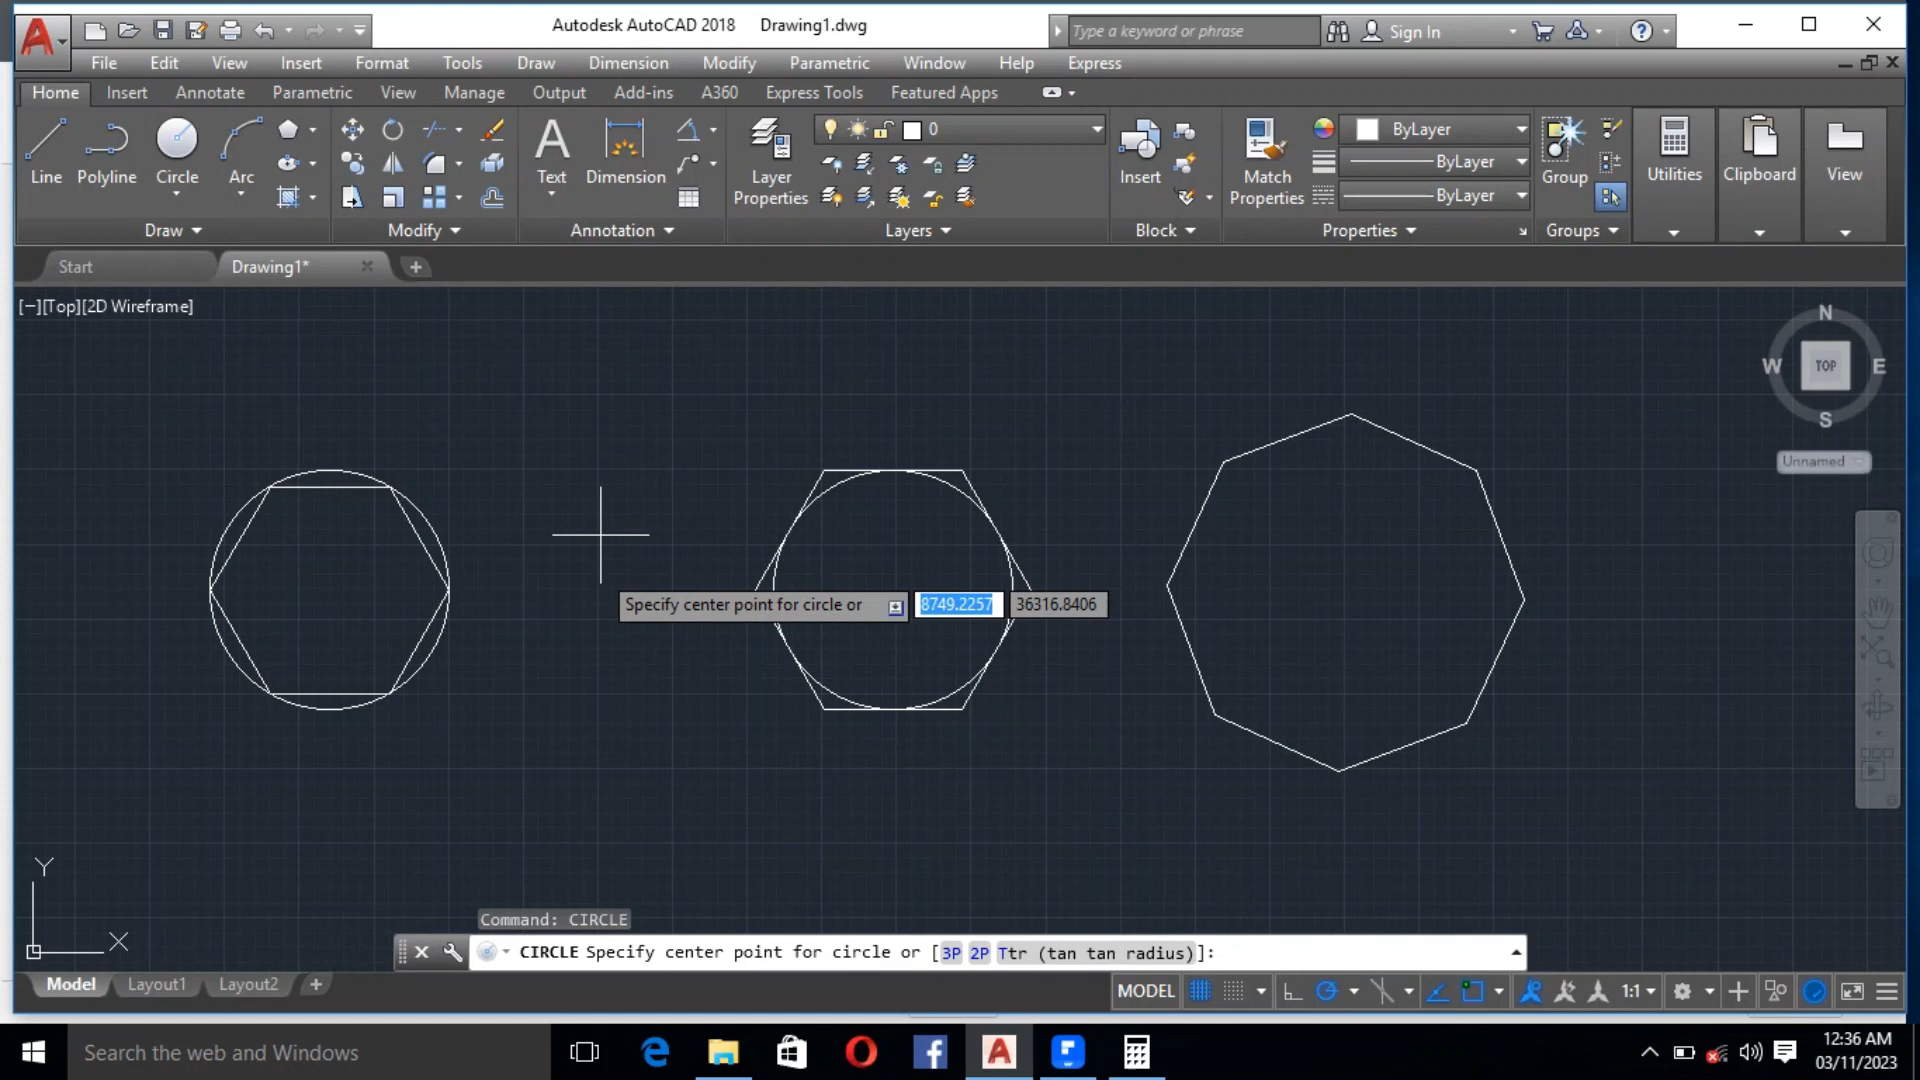 Autodesk AutoCAD 2018 Drawing1.dwg
Type a keyword or phrase
Sign In
File Edit View Insert Format Tools Draw Dimension Modify Parametric Window Help Express
Home Insert Annotate Parametric View Manage Output Add-ins A360 Express Tools Featured Apps
Line Polyline Circle Arc
Text Dimension
Layer Properties
0
Insert
Match Properties
ByLayer
ByLayer
ByLayer
Group
Utilities
Clipboard
View
Draw Modify Annotation Layers Block Properties Groups
Start Drawing1*
[−][Top][2D Wireframe]
N
W TOP E
S
Unnamed
Specify center point for circle or 8749.2257 36316.8406
Y
X
Command: CIRCLE
CIRCLE Specify center point for circle or [3P 2P Ttr (tan tan radius)]:
Model Layout1 Layout2
MODEL 1:1
Search the web and Windows
12:36 AM
03/11/2023